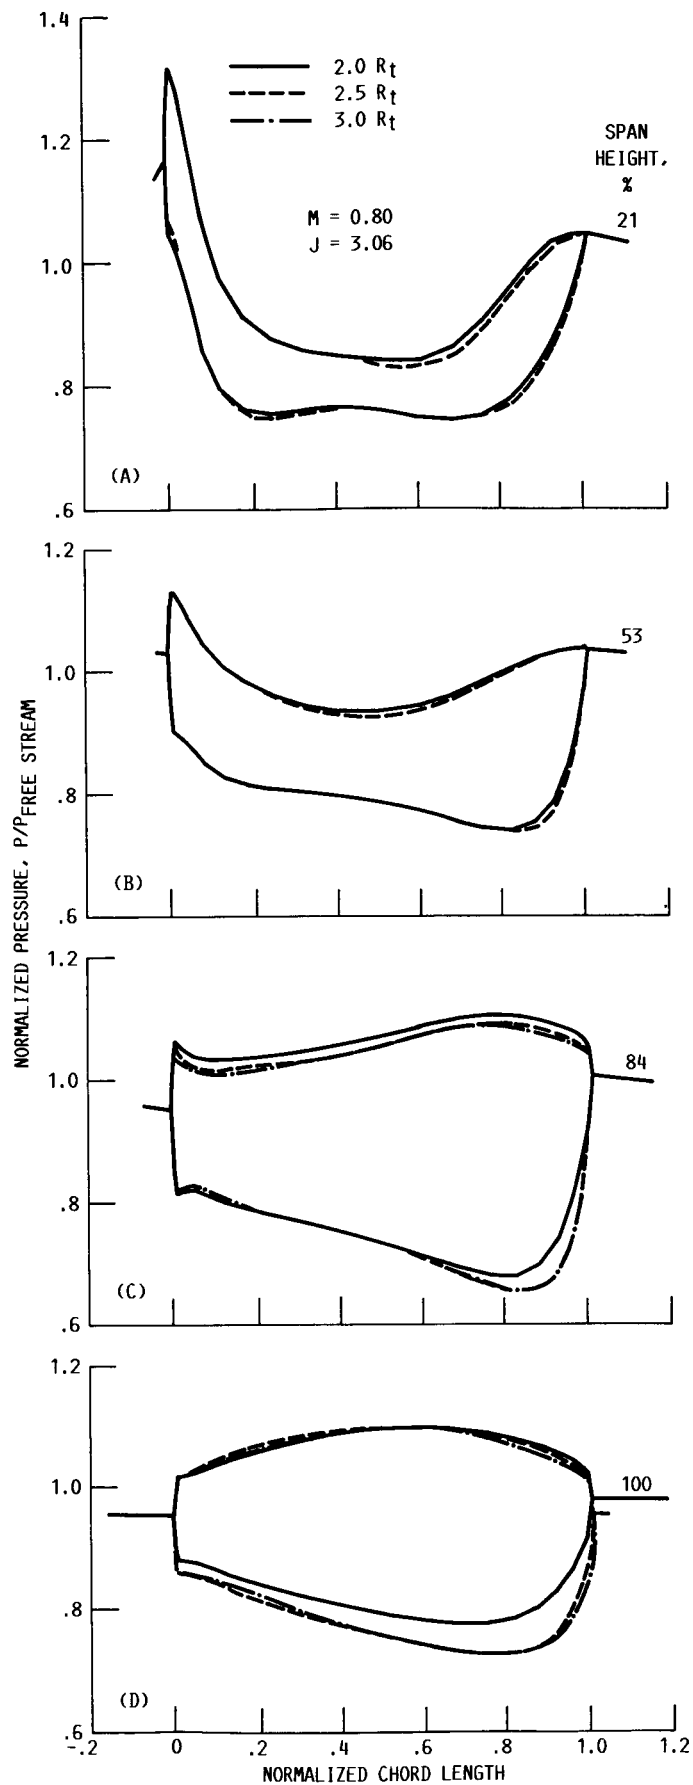 1.4
2.0 Rt
2.5 Rt
3.0 Rt
1.2
SPAN
HEIGHT,
%
M = 0.80
21
J = 3.06
1.0
.8
(A)
.6
1.2
53
1.0
.8
(B)
.6
NORMALIZED PRESSURE, P/PFREE STREAM
1.2
84
1.0
.8
(C)
.6
1.2
100
1.0
.8
(D)
.6
-.2 0 .2 .4 .6 .8 1.0 1.2
NORMALIZED CHORD LENGTH